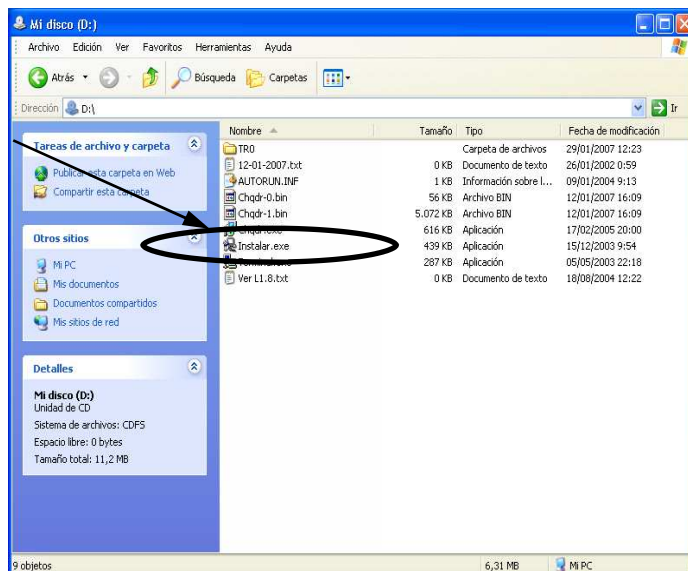 Mi disco (D:)
Archivo Edición Ver Favoritos Herramientas Ayuda
Atrás Búsqueda Carpetas
Dirección D:\ Ir
Tareas de archivo y carpeta
Publicar esta carpeta en Web
Compartir esta carpeta
Otros sitios
Mi PC
Mis documentos
Documentos compartidos
Mis sitios de red
Detalles
Mi disco (D:)
Unidad de CD
Sistema de archivos: CDFS
Espacio libre: 0 bytes
Tamaño total: 11,2 MB
Nombre Tamaño Tipo Fecha de modificación
TR0 Carpeta de archivos 29/01/2007 12:23
12-01-2007.txt 0 KB Documento de texto 26/01/2002 0:59
AUTORUN.INF 1 KB Información sobre l... 09/01/2004 9:13
Chqdr-0.bin 56 KB Archivo BIN 12/01/2007 16:09
Chqdr-1.bin 5.072 KB Archivo BIN 12/01/2007 16:09
616 KB Aplicación 17/02/2005 20:00
Instalar.exe 439 KB Aplicación 15/12/2003 9:54
287 KB Aplicación 05/05/2003 22:18
Ver L1.8.txt 0 KB Documento de texto 18/08/2004 12:22
9 objetos 6,31 MB Mi PC